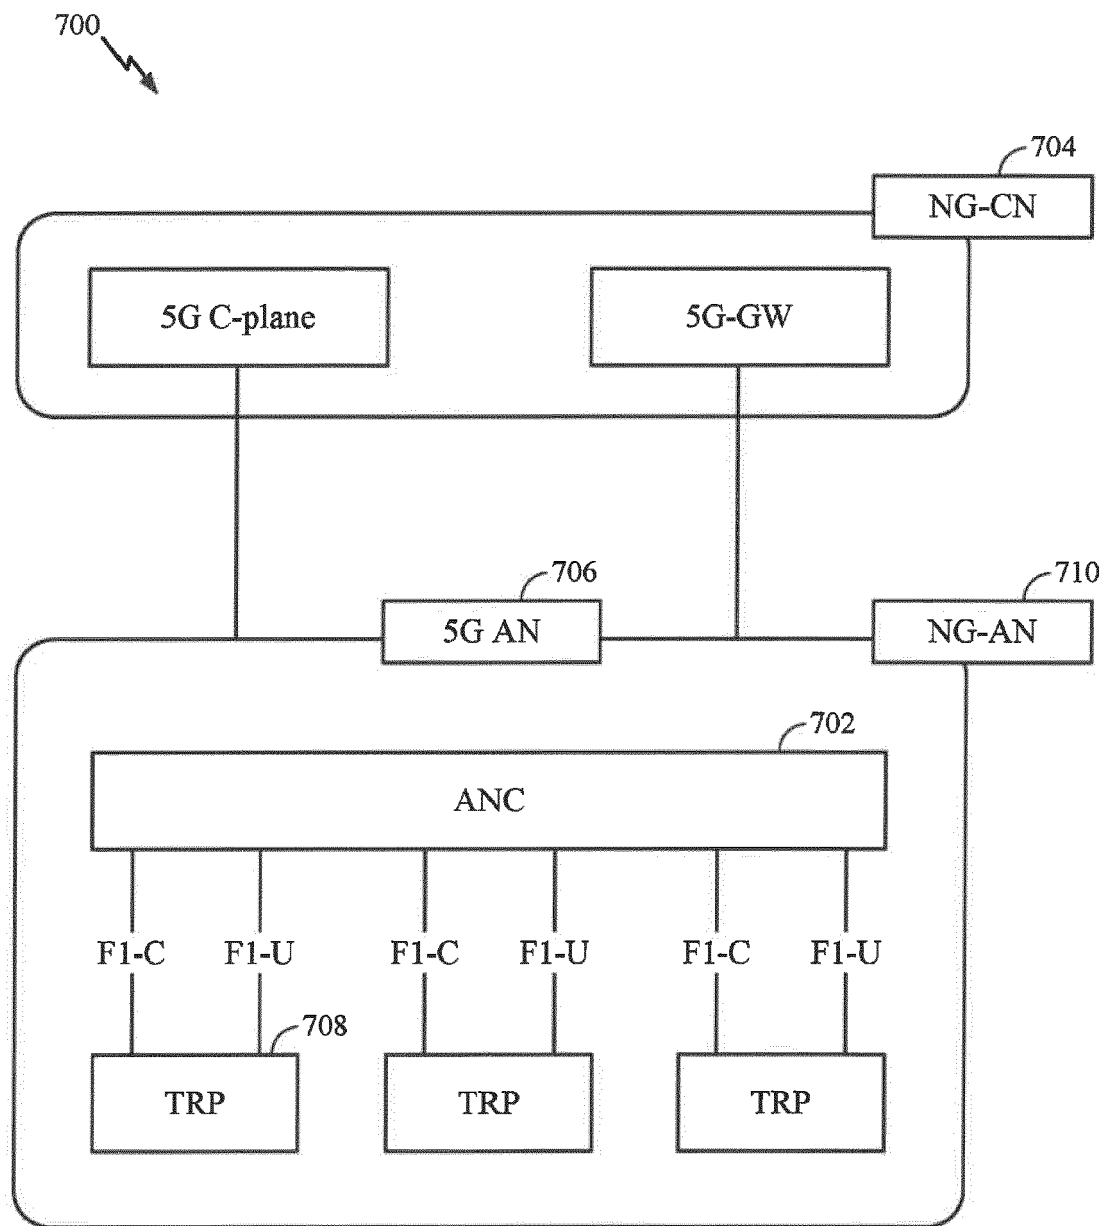 700
704
NG-CN
5G C-plane
5G-GW
706
710
5G AN
NG-AN
702
ANC
F1-C
F1-U
F1-C
F1-U
F1-C
F1-U
708
TRP
TRP
TRP